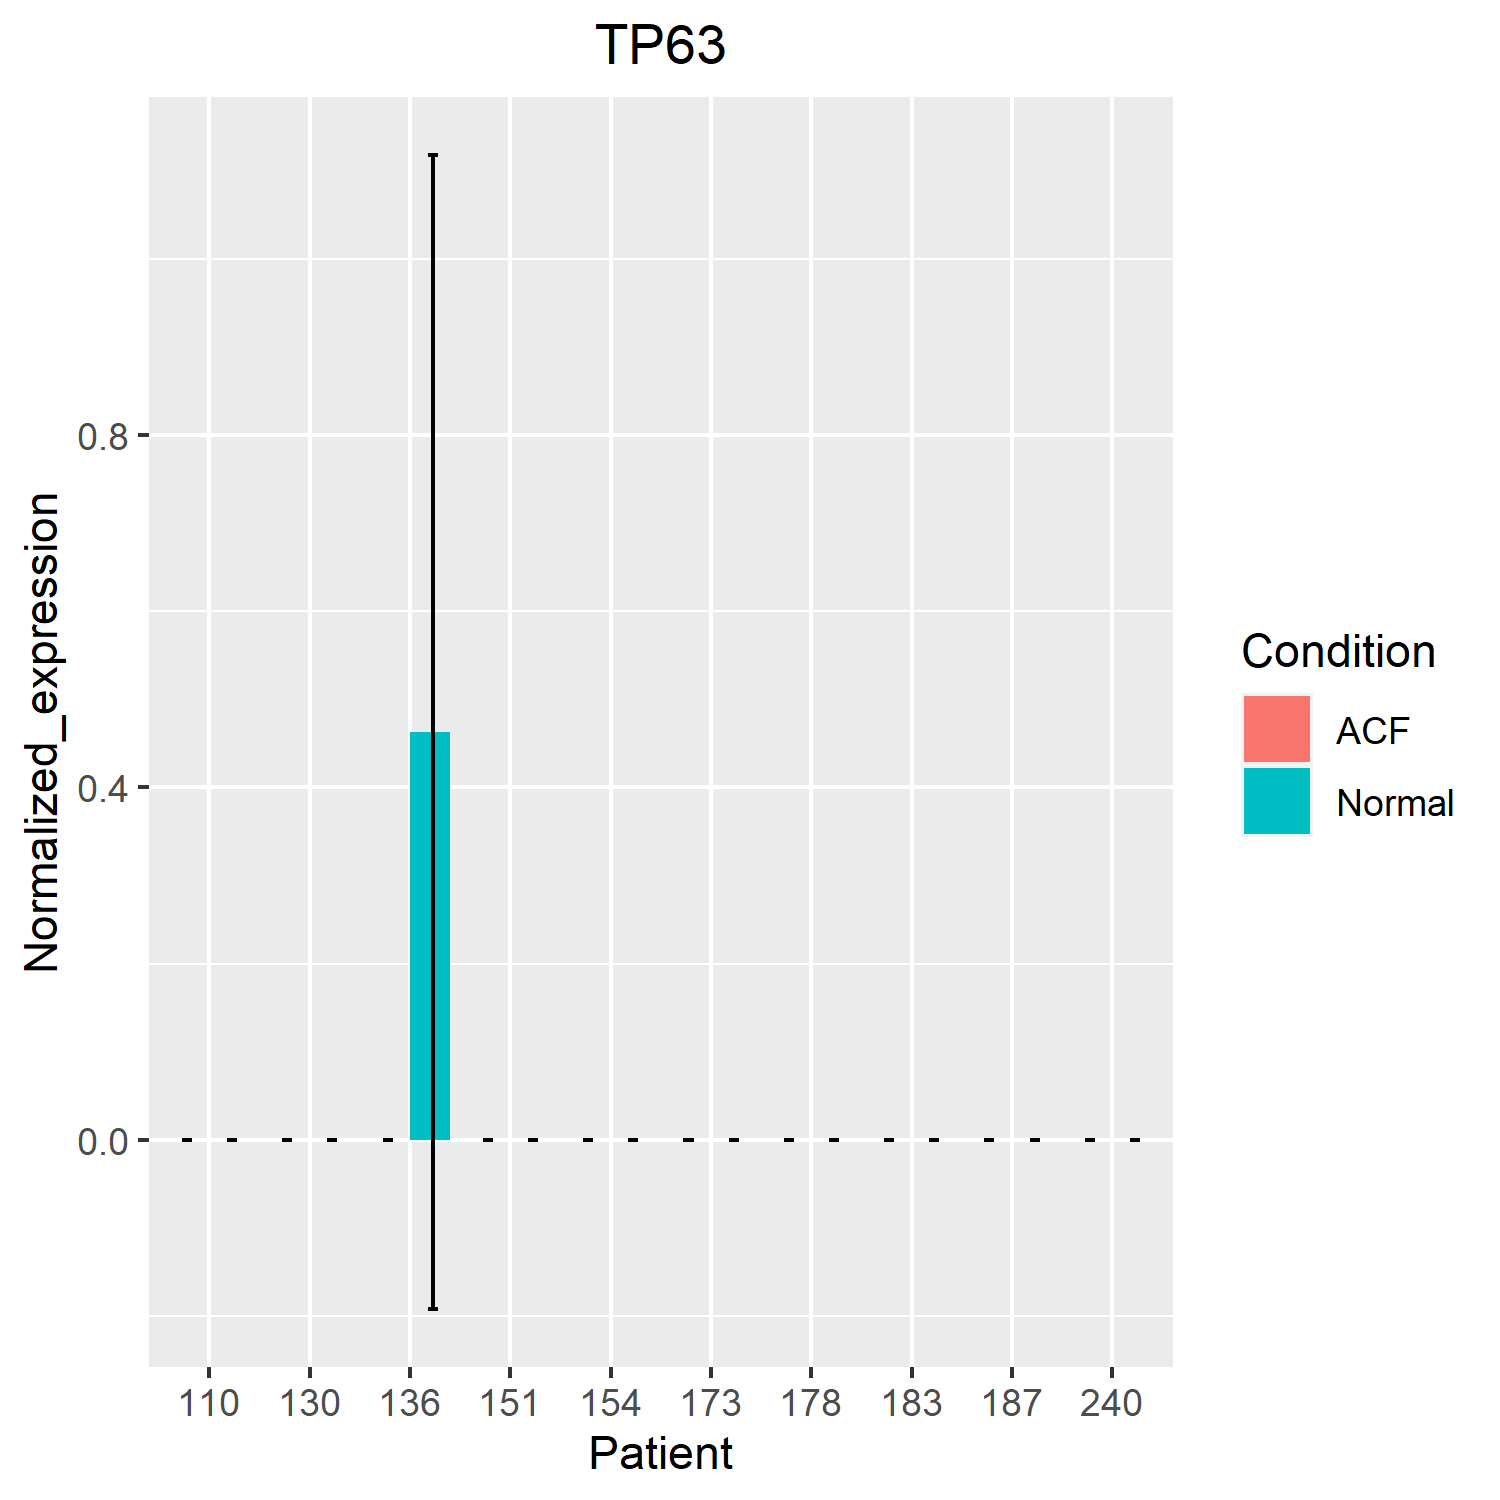 TP63
Normalized_expression
0.8
0.4
0.0
110 130 136 151 154 173 178 183 187 240
Patient
Condition
ACF
Normal